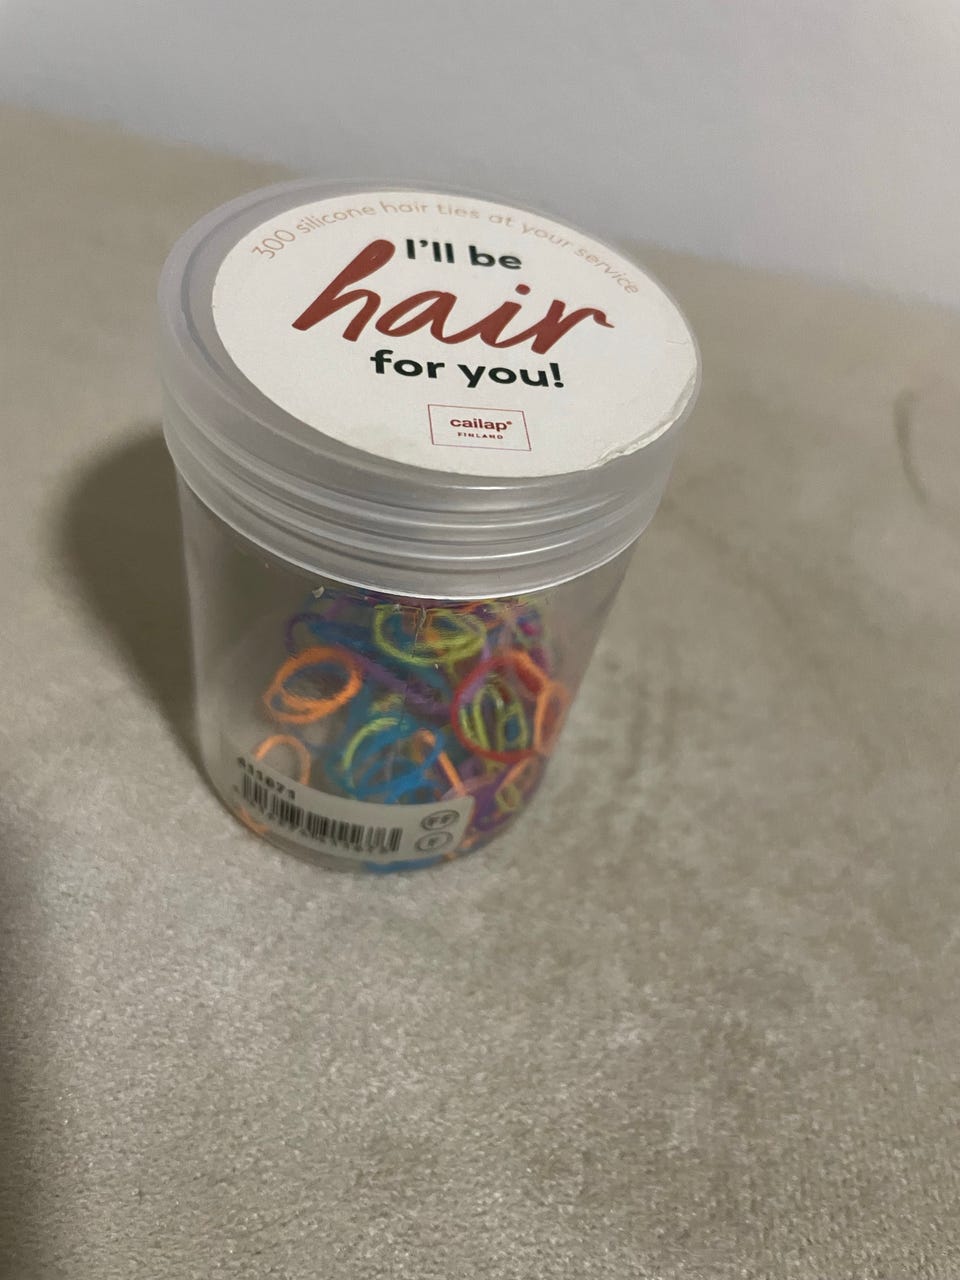 300 silicone hair ties at your service
I'll be
hair
for you!
cailap®
FINLAND